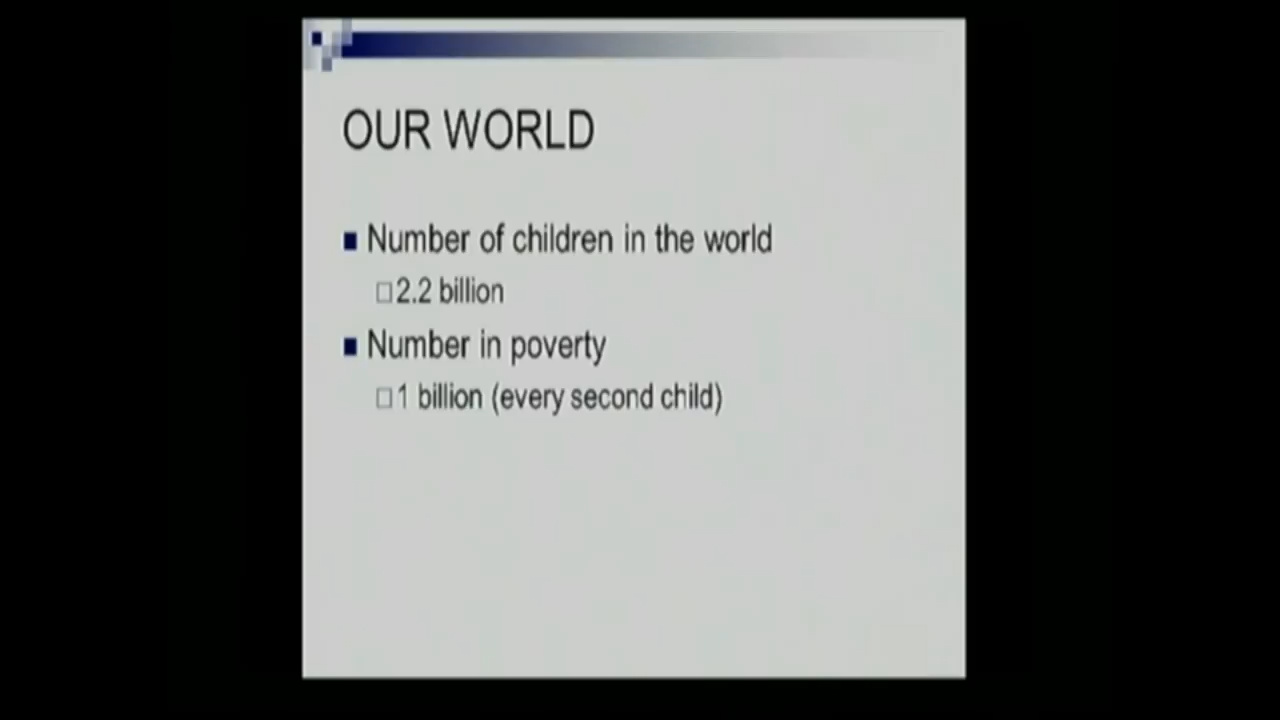 OUR WORLD
Number of children in the world
2.2 billion
Number in poverty
1 billion (every second child)